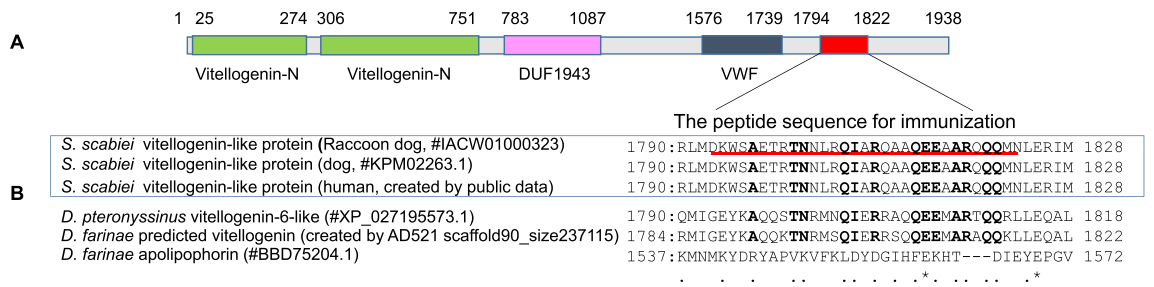 1 25 274 306 751 783 1087 1576 1739 1794 1822 1938
A
Vitellogenin-N Vitellogenin-N DUF1943 VWF
The peptide sequence for immunization
S. scabiei vitellogenin-like protein (Raccoon dog, #IACW01000323) 1790:RLMDKWSAETRTNNLRQIARQAAQEEAARQQQMNLERIM 1828
S. scabiei vitellogenin-like protein (dog, #KPM02263.1) 1790:RLMDKWSAETRTNNLRQIARQAAQEEAARQQQMNLERIM 1828
S. scabiei vitellogenin-like protein (human, created by public data) 1790:RLMDKWSAETRTNNLRQIARQAAQEEAARQQQMNLERIM 1828
B
D. pteronyssinus vitellogenin-6-like (#XP_027195573.1) 1790:QMIGEYKAQQSTNRMNQIERRAQQEEMARTQQRLLEQAL 1818
D. farinae predicted vitellogenin (created by AD521 scaffold90_size237115) 1784:RMIGEYKAQQKTNRMSQIERRSQQEEMARAQQKLLEQAL 1822
D. farinae apolipophorin (#BBD75204.1) 1537:KMNMKYDRYAPVKVFKLDYDGIHFEKHT---DIEYEPGV 1572
. . .. .. . . .* . .. .. .*